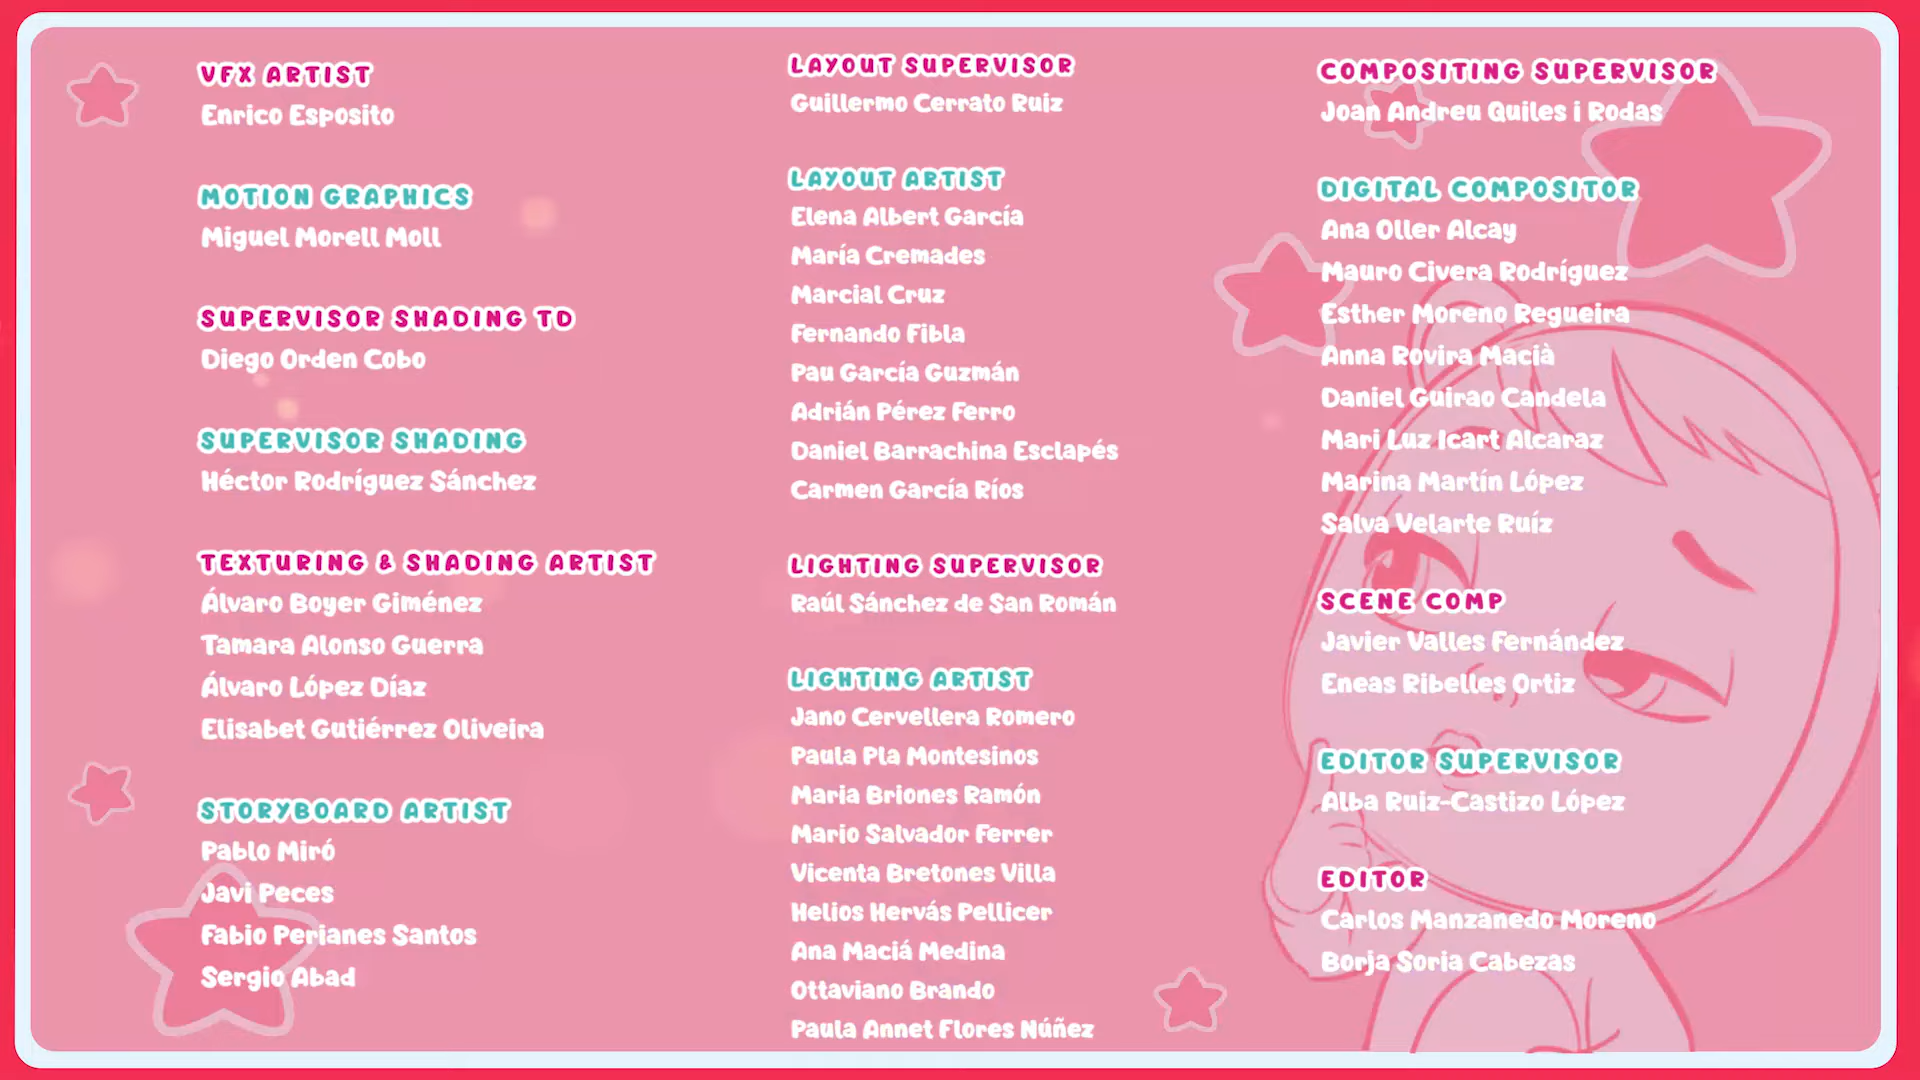 VFX ARTIST
Enrico Esposito
MOTION GRAPHICS
Miguel Morell Moll
SUPERVISOR SHADING TD
Diego Orden Cobo
SUPERVISOR SHADING
Héctor Rodríguez Sánchez
TEXTURING & SHADING ARTIST
Álvaro Boyer Giménez
Tamara Alonso Guerra
Álvaro López Díaz
Elisabet Gutiérrez Oliveira
STORYBOARD ARTIST
Pablo Miró
Javi Peces
Fabio Perianes Santos
Sergio Abad
LAYOUT SUPERVISOR
Guillermo Cerrato Ruiz
LAYOUT ARTIST
Elena Albert García
María Cremades
Marcial Cruz
Fernando Fibla
Pau García Guzmán
Adrián Pérez Ferro
Daniel Barrachina Esclapés
Carmen García Ríos
LIGHTING SUPERVISOR
Raúl Sánchez de San Román
LIGHTING ARTIST
Jano Cervellera Romero
Paula Pla Montesinos
Maria Briones Ramón
Mario Salvador Ferrer
Vicenta Bretones Villa
Helios Hervás Pellicer
Ana Maciá Medina
Ottaviano Brando
Paula Annet Flores Núñez
COMPOSITING SUPERVISOR
Joan Andreu Quiles i Rodas
DIGITAL COMPOSITOR
Ana Oller Alcay
Mauro Civera Rodríguez
Esther Moreno Regueira
Anna Rovira Macià
Daniel Guirao Candela
Mari Luz Icart Alcaraz
Marina Martín López
Salva Velarte Ruíz
SCENE COMP
Javier Valles Fernández
Eneas Ribelles Ortiz
EDITOR SUPERVISOR
Alba Ruiz-Castizo López
EDITOR
Carlos Manzanedo Moreno
Borja Soria Cabezas